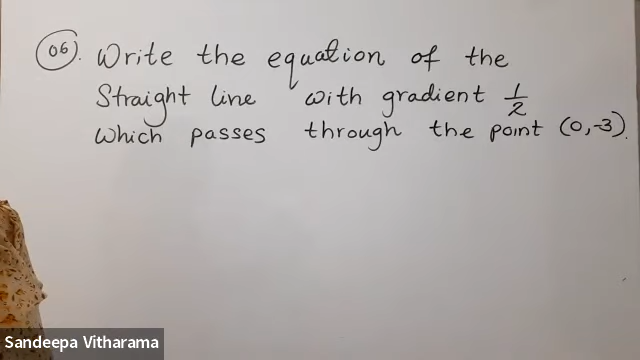 06. Write the equation of the
Straight line with gradient 1/2
which passes through the point (0,-3).
Sandeepa Vitharama